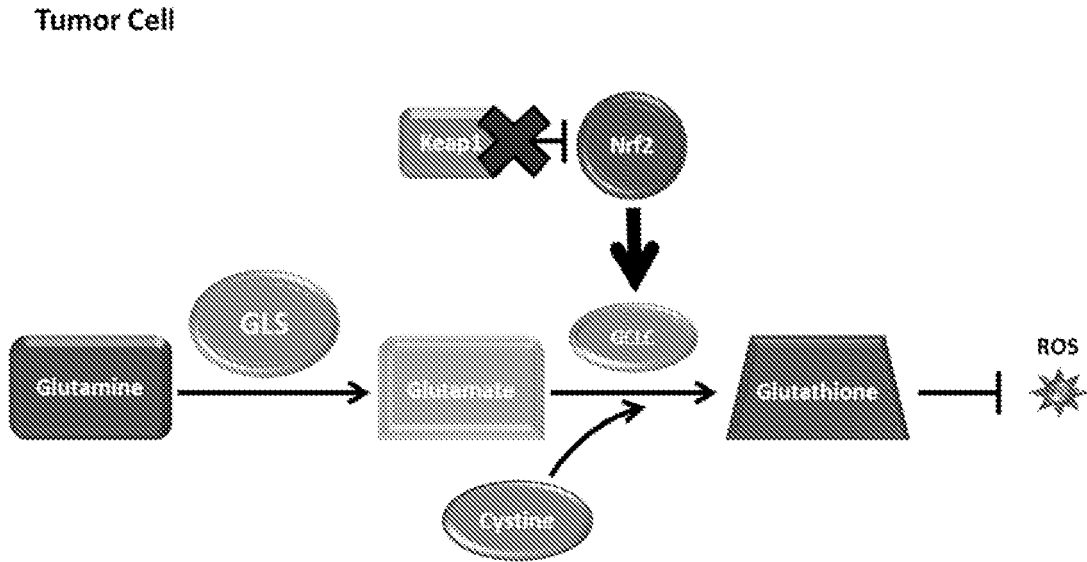 Tumor Cell
Keap1
Nrf2
GLS
GCLC
Glutamine
Glutamate
Glutathione
ROS
Cystine